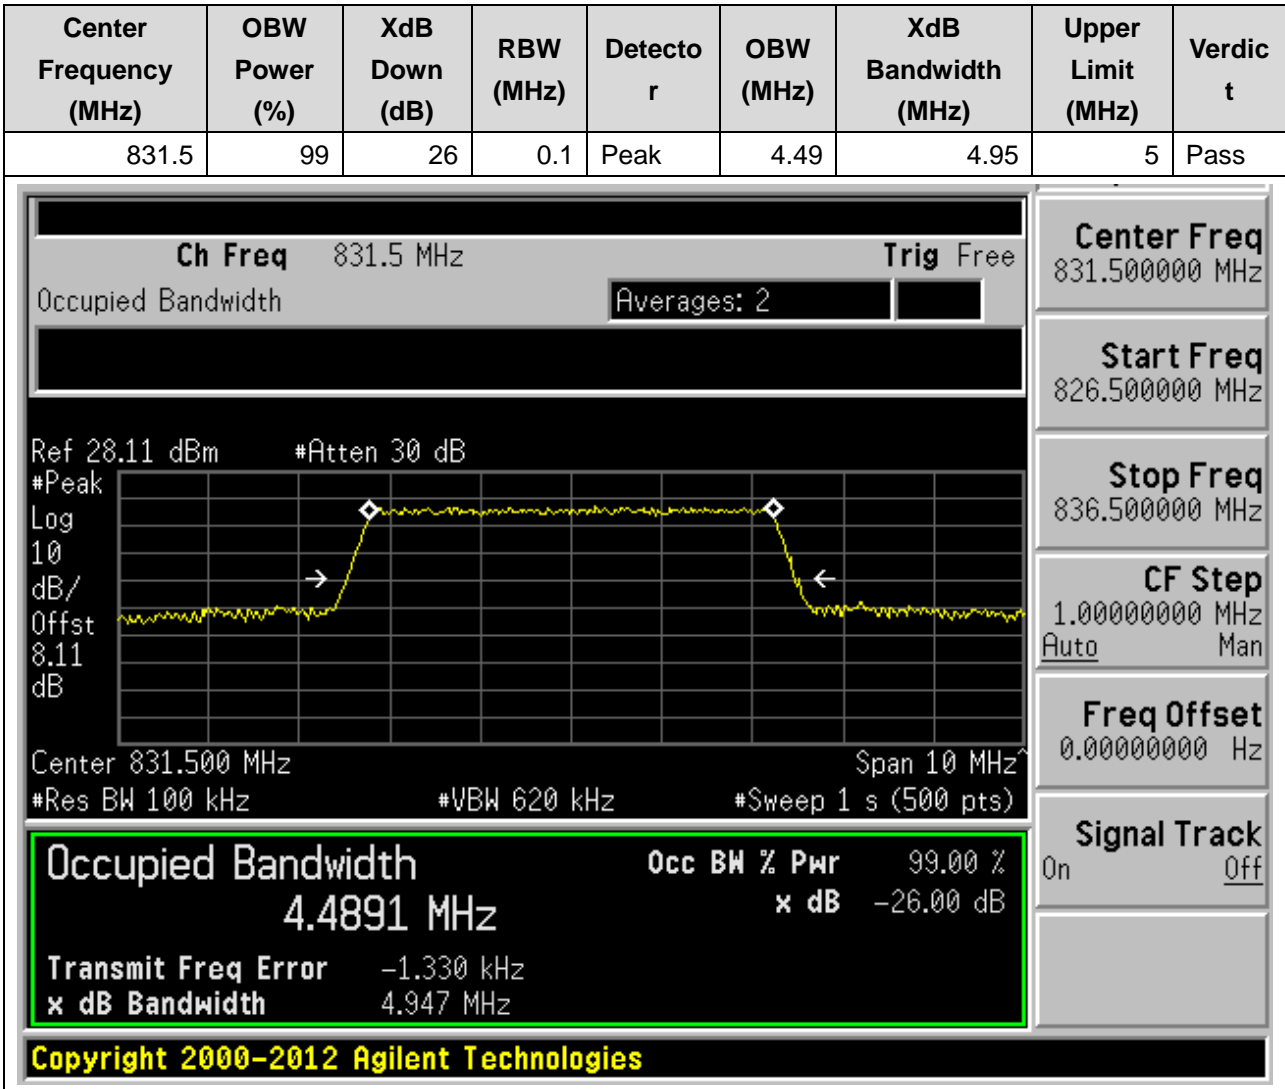 Center Frequency (MHz) OBW Power (%) XdB Down (dB) RBW (MHz) Detecto r OBW (MHz) XdB Bandwidth (MHz) Upper Limit (MHz) Verdic t
831.5 99 26 0.1 Peak 4.49 4.95 5 Pass
Ch Freq 831.5 MHz Trig Free
Occupied Bandwidth Averages: 2
Ref 28.11 dBm #Atten 30 dB
#Peak
Log
10
dB/
Offst
8.11
dB
Center 831.500 MHz Span 10 MHz^
#Res BW 100 kHz #VBW 620 kHz #Sweep 1 s (500 pts)
Occupied Bandwidth Occ BW % Pwr 99.00 %
4.4891 MHz x dB -26.00 dB
Transmit Freq Error -1.330 kHz
x dB Bandwidth 4.947 MHz
Copyright 2000-2012 Agilent Technologies
Center Freq
831.500000 MHz
Start Freq
826.500000 MHz
Stop Freq
836.500000 MHz
CF Step
1.00000000 MHz
Auto Man
Freq Offset
0.00000000 Hz
Signal Track
On Off